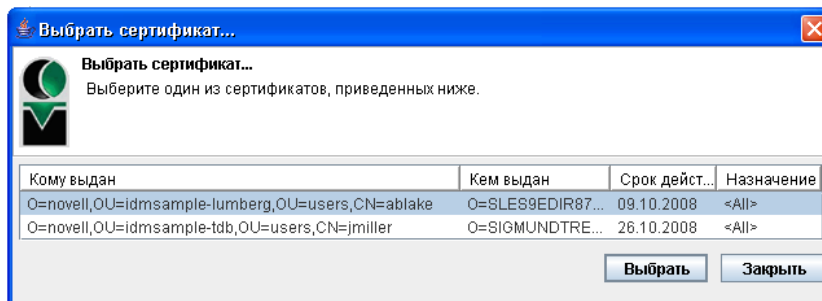 Выбрать сертификат...
Выбрать сертификат...
Выберите один из сертификатов, приведенных ниже.
Кому выдан Кем выдан Срок дейст... Назначение
O=novell,OU=idmsample-lumberg,OU=users,CN=ablake O=SLES9EDIR87... 09.10.2008 <All>
O=novell,OU=idmsample-tdb,OU=users,CN=jmiller O=SIGMUNDTRE... 26.10.2008 <All>
Выбрать Закрыть